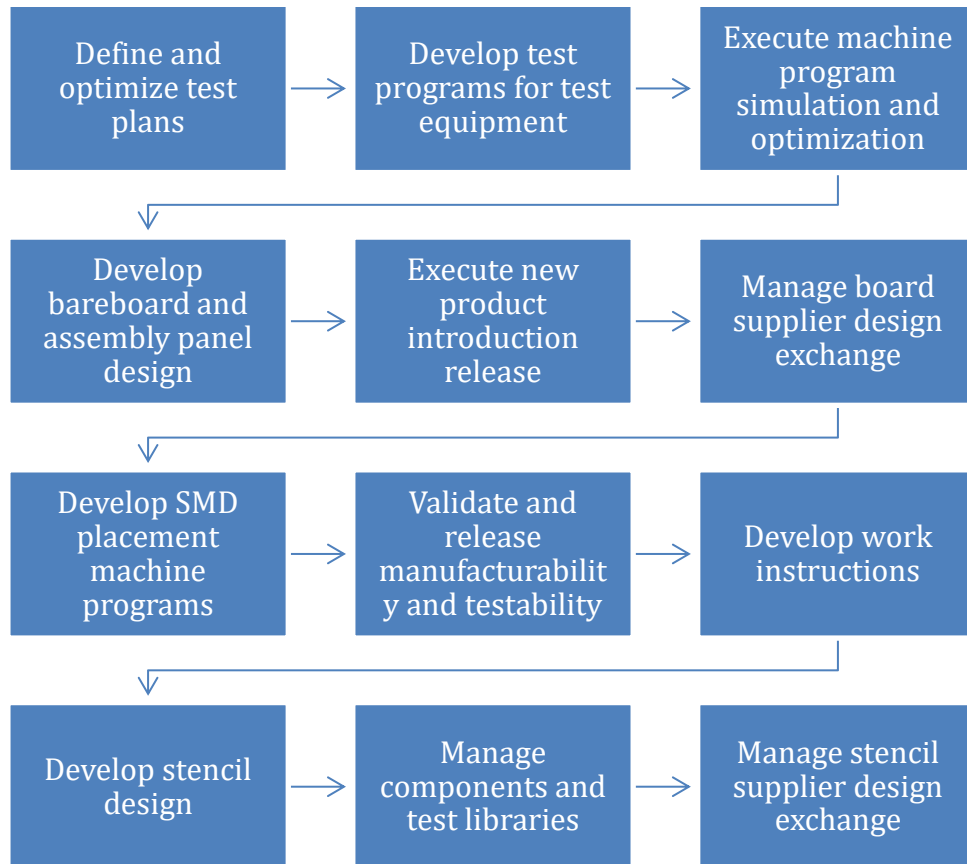 Define and
optimize test
plans
Develop test
programs for test
equipment
Execute machine
program
simulation and
optimization
Develop
bareboard and
assembly panel
design
Execute new
product
introduction
release
Manage board
supplier design
exchange
Develop SMD
placement
machine
programs
Validate and
release
manufacturabilit
y and testability
Develop work
instructions
Develop stencil
design
Manage
components and
test libraries
Manage stencil
supplier design
exchange